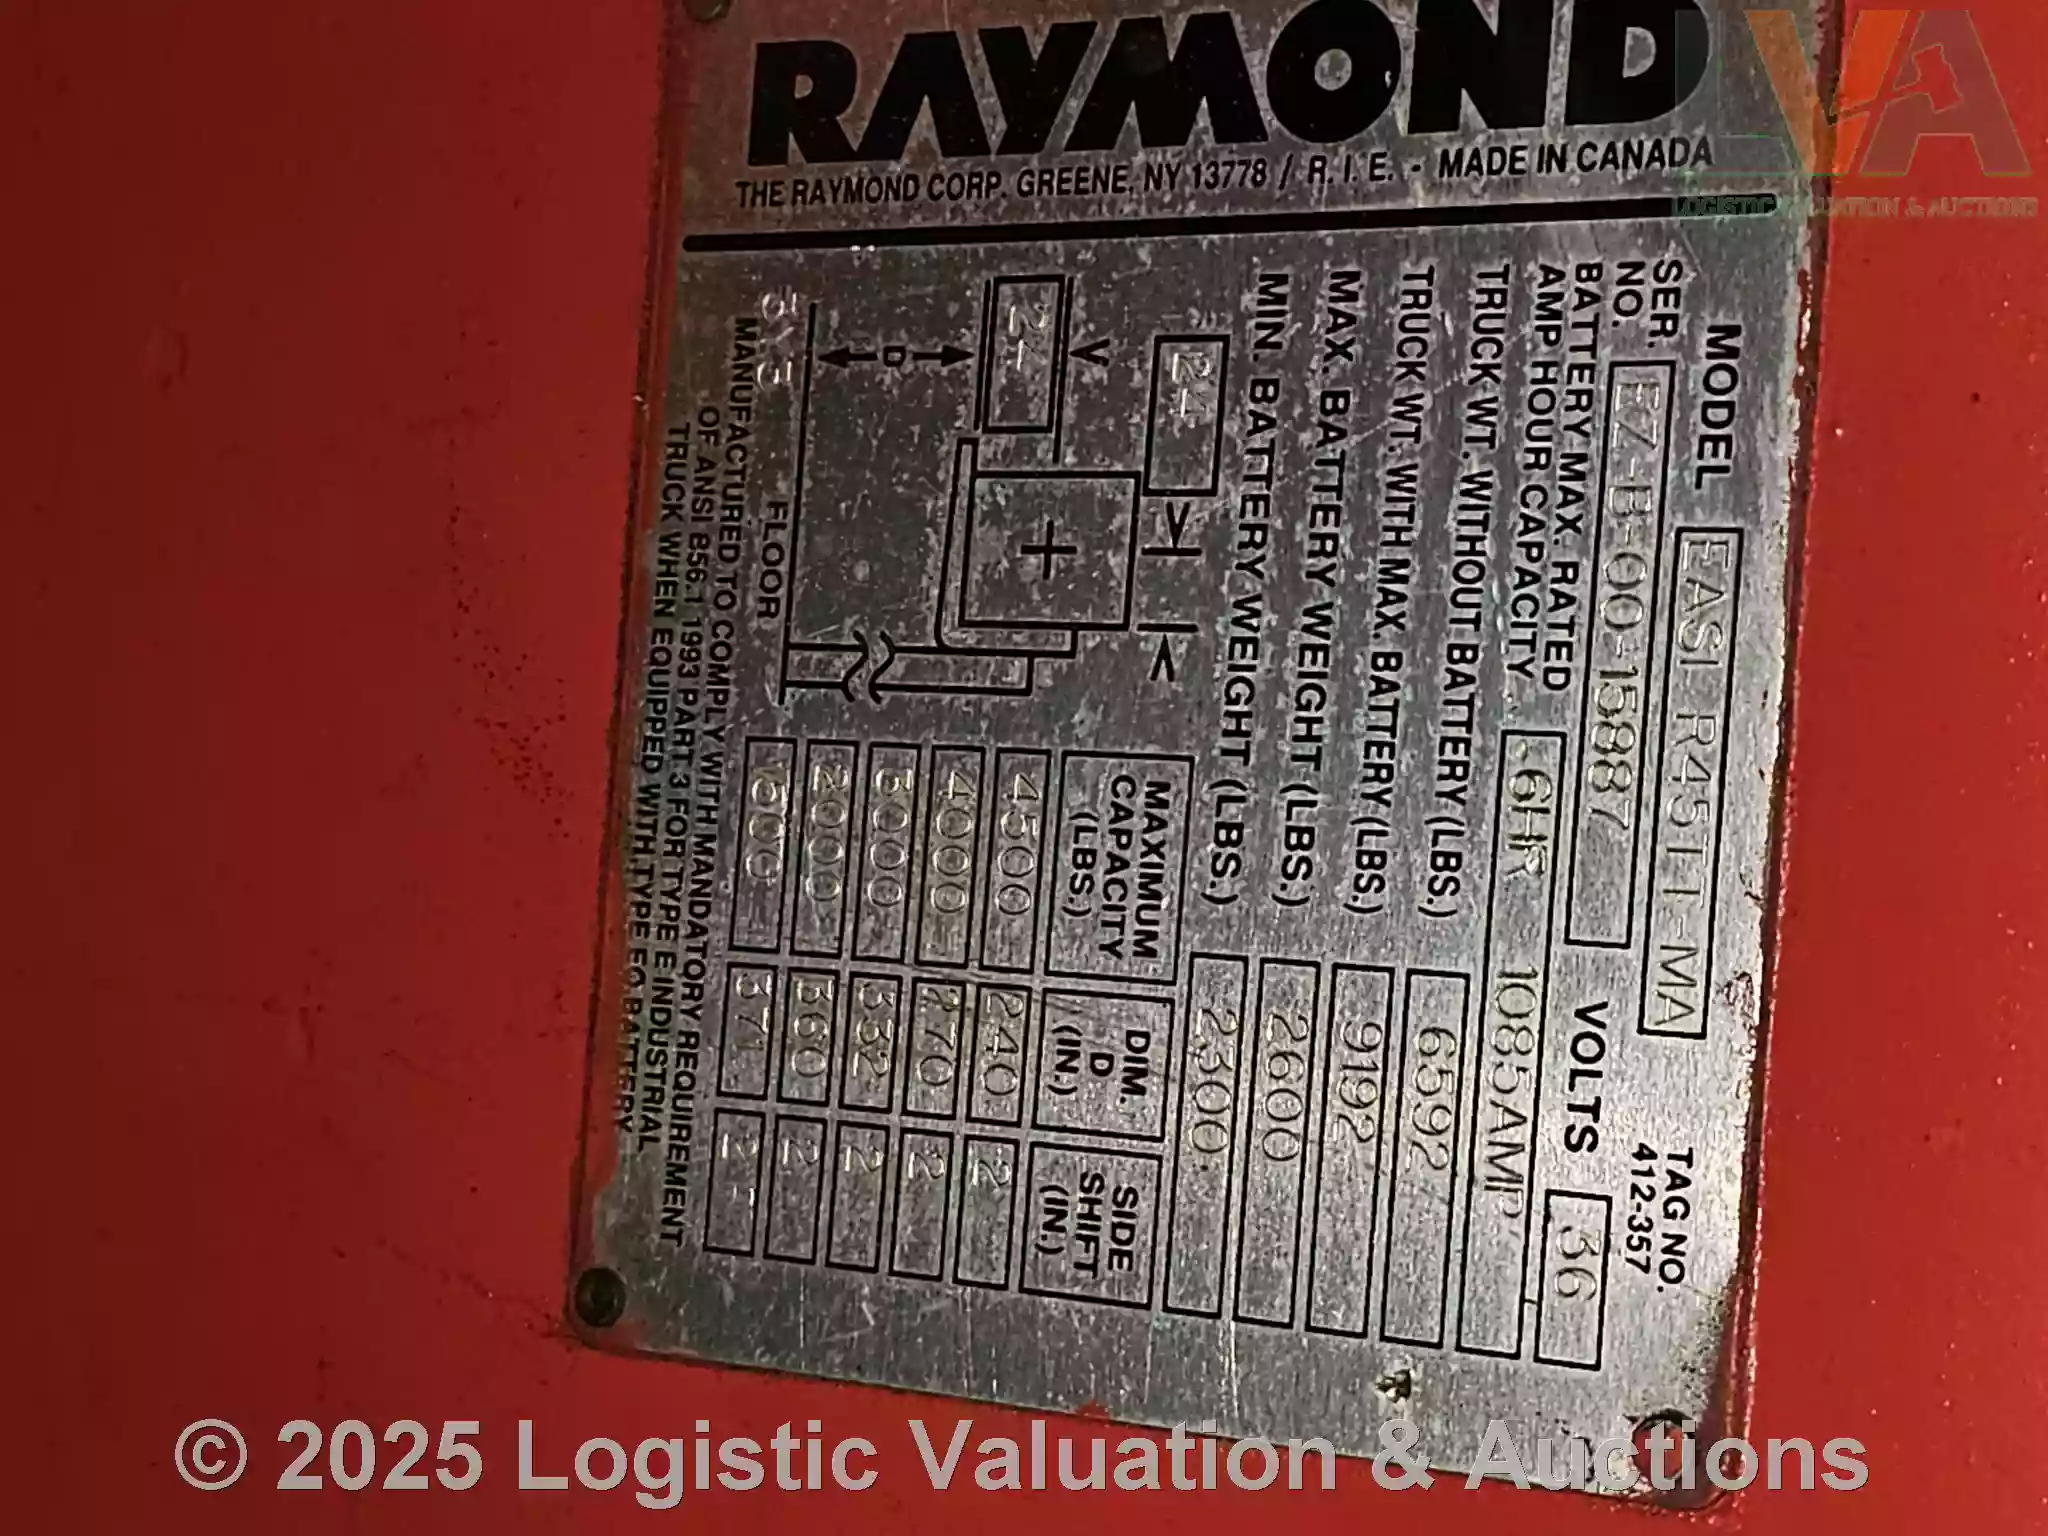 RAYMOND
THE RAYMOND CORP. GREENE, NY 13778 / R. I. E. - MADE IN CANADA
LVA
LOGISTIC VALUATION & AUCTIONS
MODEL EASI R45TT-MA
TAG NO.
412-357
SER.
NO. EZ-B-00-15887
VOLTS 36
BATTERY MAX. RATED
AMP HOUR CAPACITY 6HR 1085AMP
TRUCK WT. WITHOUT BATTERY (LBS.) 6592
TRUCK WT. WITH MAX. BATTERY (LBS.) 9192
MAX. BATTERY WEIGHT (LBS.) 2600
MIN. BATTERY WEIGHT (LBS.) 2300
24
24
D
FLOOR
MAXIMUM CAPACITY (LBS.) DIM. D (IN.) SIDE SHIFT (IN.)
4500 240 2
4000 270 2
3000 332 2
2000 360 2
1500 371 2
MANUFACTURED TO COMPLY WITH MANDATORY REQUIREMENT
OF ANSI B56.1 1993 PART 3 FOR TYPE E INDUSTRIAL
TRUCK WHEN EQUIPPED WITH TYPE EO BATTERY
© 2025 Logistic Valuation & Auctions